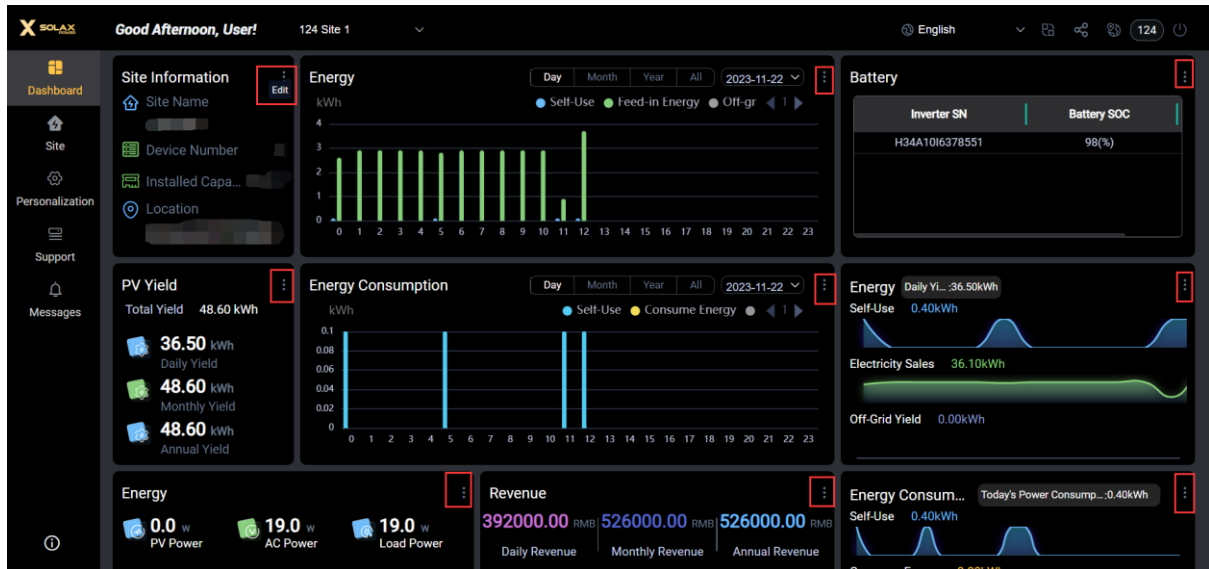 SOLAX POWER
Good Afternoon, User!
124 Site 1
English
124
Dashboard
Site
Personalization
Support
Messages
Site Information
Edit
Site Name
Device Number
Installed Capa...
Location
Energy
Day Month Year All 2023-11-22
kWh
Self-Use Feed-in Energy Off-gr 1
4
3
2
1
0
0 1 2 3 4 5 6 7 8 9 10 11 12 13 14 15 16 17 18 19 20 21 22 23
Battery
Inverter SN Battery SOC
H34A10I6378551 98(%)
PV Yield
Total Yield 48.60 kWh
36.50 kWh
Daily Yield
48.60 kWh
Monthly Yield
48.60 kWh
Annual Yield
Energy Consumption
Day Month Year All 2023-11-22
kWh
Self-Use Consume Energy 1
0.1
0.08
0.06
0.04
0.02
0
0 1 2 3 4 5 6 7 8 9 10 11 12 13 14 15 16 17 18 19 20 21 22 23
Energy Daily Yi... :36.50kWh
Self-Use 0.40kWh
Electricity Sales 36.10kWh
Off-Grid Yield 0.00kWh
Energy
0.0 w
PV Power
19.0 w
AC Power
19.0 w
Load Power
Revenue
392000.00 RMB 526000.00 RMB 526000.00 RMB
Daily Revenue Monthly Revenue Annual Revenue
Energy Consum... Today's Power Consump...:0.40kWh
Self-Use 0.40kWh